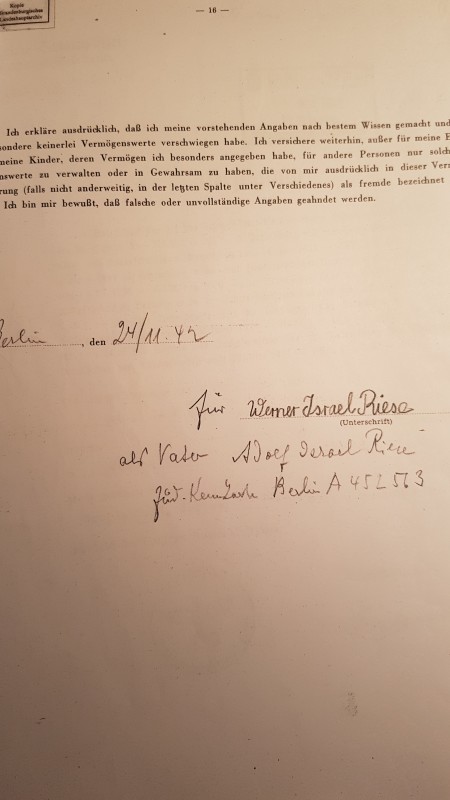 Kopie
Brandenburgisches
Landeshauptarchiv
— 16 —
Ich erkläre ausdrücklich, daß ich meine vorstehenden Angaben nach bestem Wissen gemacht und
sondere keinerlei Vermögenswerte verschwiegen habe. Ich versichere weiterhin, außer für meine E
meine Kinder, deren Vermögen ich besonders angegeben habe, für andere Personen nur solch
nswerte zu verwalten oder in Gewahrsam zu haben, die von mir ausdrücklich in dieser Verm
rung (falls nicht anderweitig, in der letzten Spalte unter Verschiedenes) als fremde bezeichnet
Ich bin mir bewußt, daß falsche oder unvollständige Angaben geahndet werden.
Berlin, den 24/11.42
für Werner Israel Riese
(Unterschrift)
als Vater Adolf Israel Riese
jüd. Kennkarte Berlin A 452563